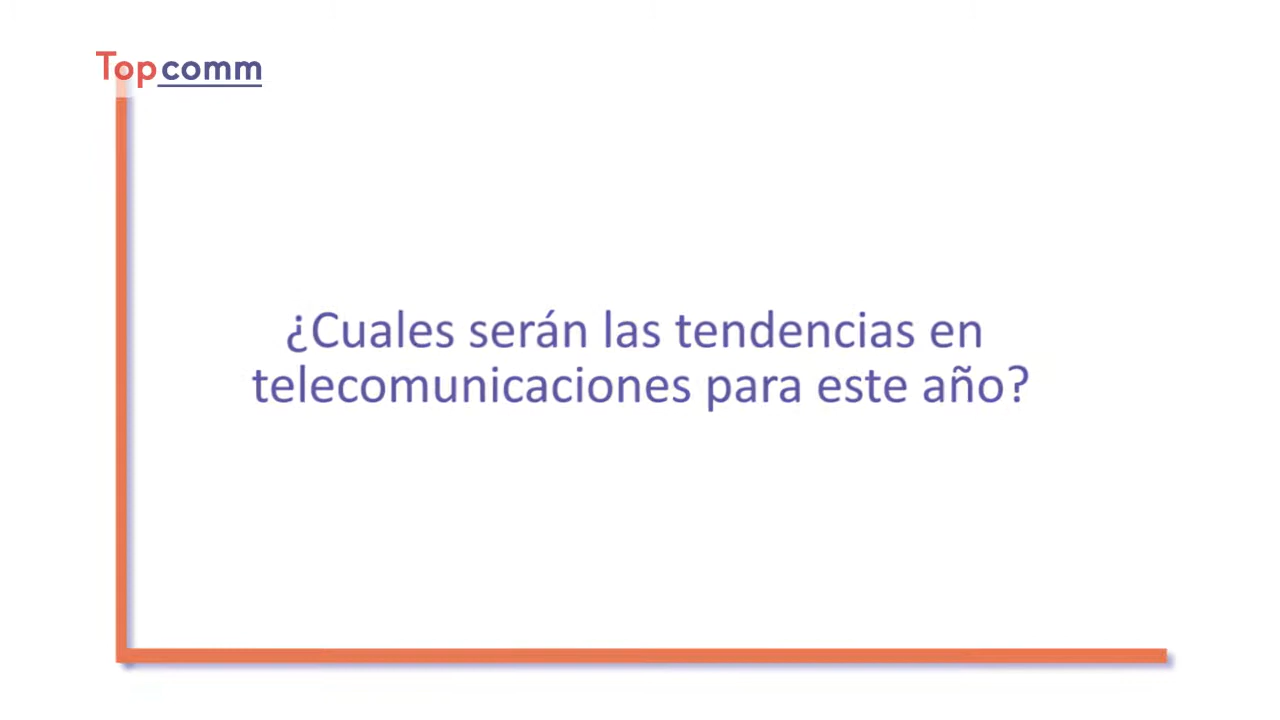 Topcomm
¿Cuales serán las tendencias en
telecomunicaciones para este año?